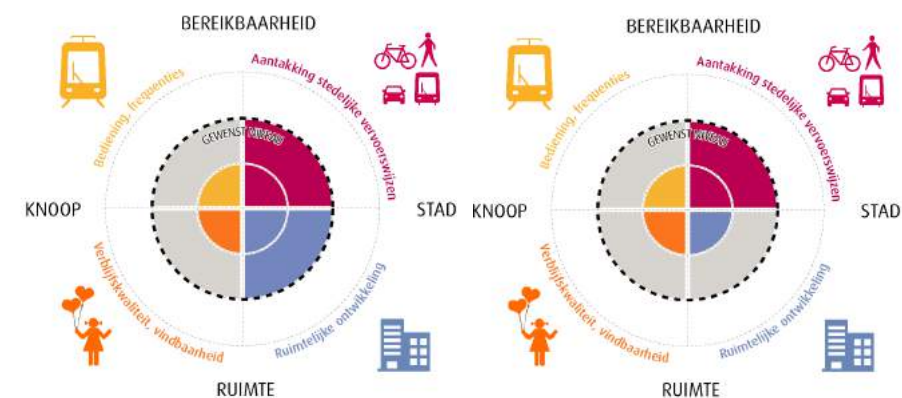 BEREIKBAARHEID
Bediening, frequenties
Aantakking stedelijke vervoerswijzen
GEWENST NIVEAU
KNOOP
STAD
Verblijfskwaliteit, vindbaarheid
Ruimtelijke ontwikkeling
RUIMTE
BEREIKBAARHEID
Bediening, frequenties
Aantakking stedelijke vervoerswijzen
GEWENST NIVEAU
KNOOP
STAD
Verblijfskwaliteit, vindbaarheid
Ruimtelijke ontwikkeling
RUIMTE